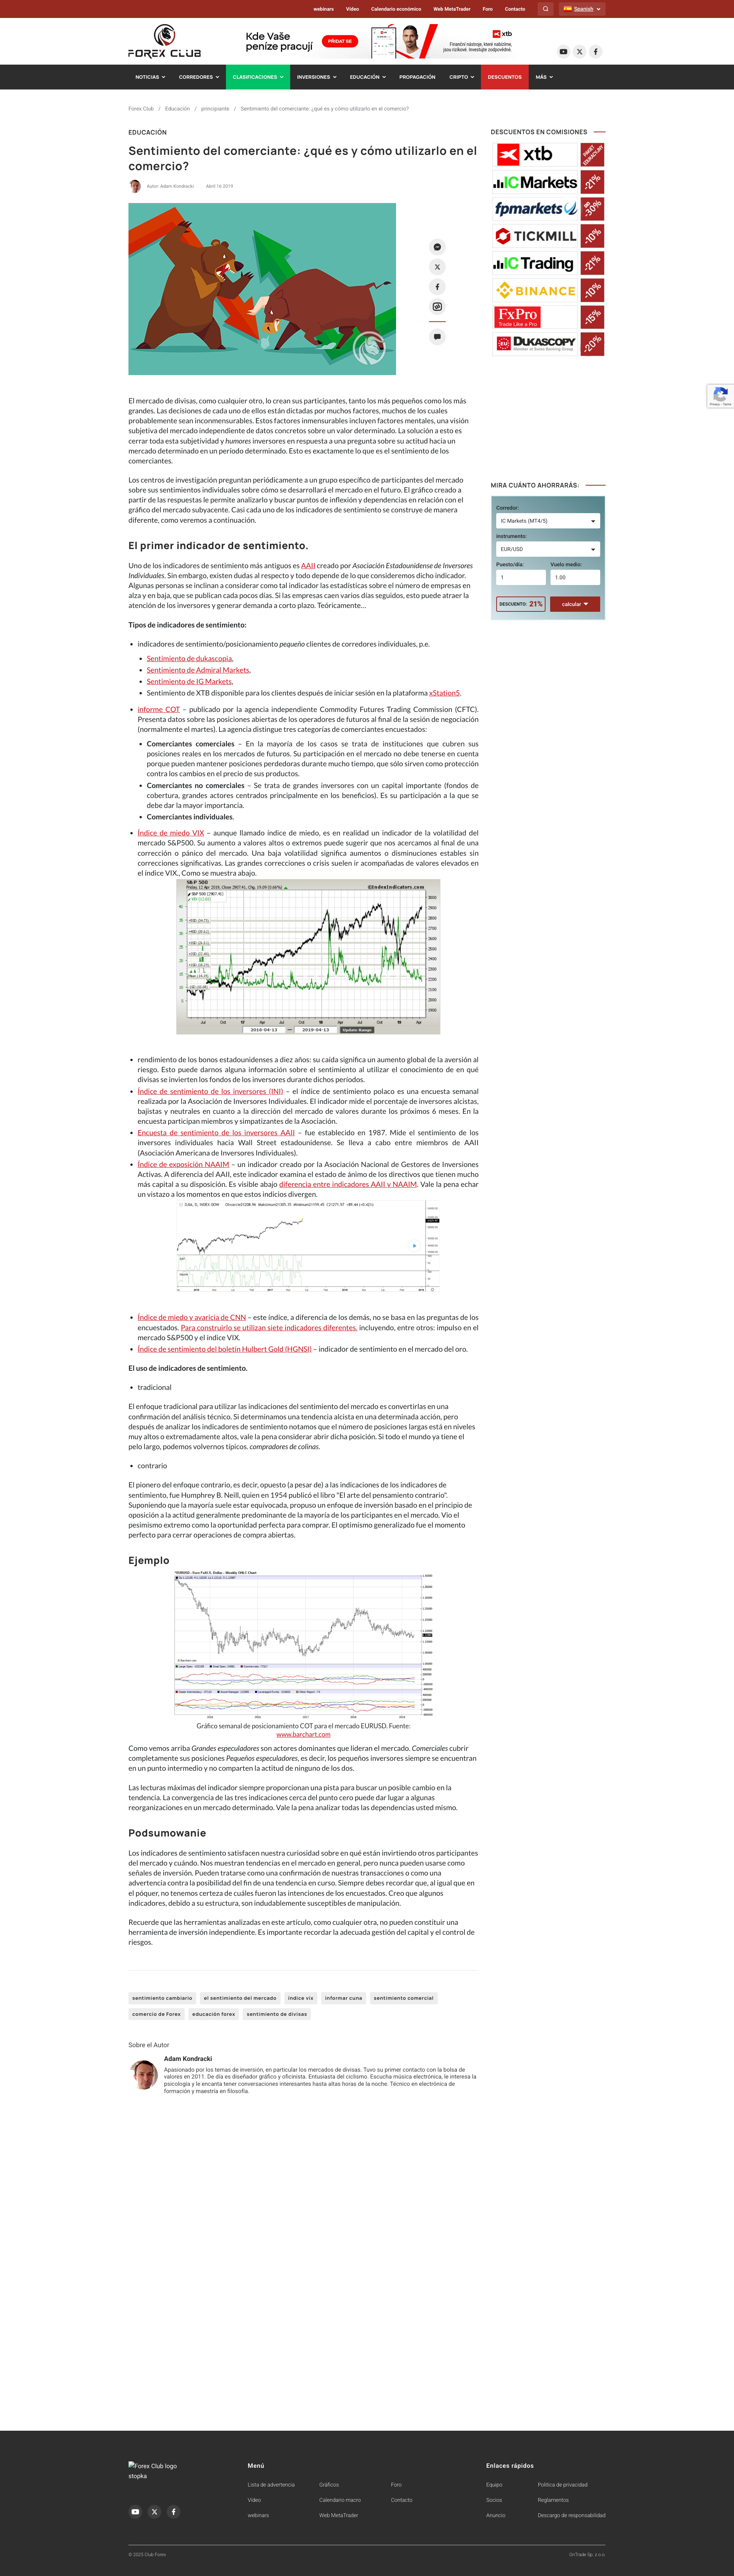 webinars Vídeo Calendario económico Web MetaTrader Foro Contacto Spanish
FOREX CLUB
Kde Vaše
peníze pracují
PŘIDAT SE
xtb
Finanční nástroje, které nabízíme,
jsou rizikové. Investujte zodpovědně.
NOTICIAS CORREDORES CLASIFICACIONES INVERSIONES EDUCACIÓN PROPAGACIÓN CRIPTO DESCUENTOS MÁS
Forex Club / Educación / principiante / Sentimiento del comerciante: ¿qué es y cómo utilizarlo en el comercio?
EDUCACIÓN
Sentimiento del comerciante: ¿qué es y cómo utilizarlo en el
comercio?
Autor: Adam Kondracki Abril 16 2019
El mercado de divisas, como cualquier otro, lo crean sus participantes, tanto los más pequeños como los más
grandes. Las decisiones de cada uno de ellos están dictadas por muchos factores, muchos de los cuales
probablemente sean inconmensurables. Estos factores inmensurables incluyen factores mentales, una visión
subjetiva del movimiento de datos concretos sobre un valor determinado. La solución a esto es
cerrar toda esta subjetividad y humores inversores en respuesta a una pregunta sobre su actitud hacia un
mercado determinado en un período determinado. Esto es exactamente lo que es el sentimiento de los
comerciantes.
Los centros de investigación preguntan periódicamente a un grupo específico de participantes del mercado
sobre sus sentimientos individuales sobre cómo se desarrollará el mercado en el futuro. El gráfico creado a
partir de las respuestas le permite analizarlo y buscar puntos de inflexión en relación con el
gráfico del mercado subyacente. Casi cada uno de los indicadores de sentimiento se construye de manera
diferente, como veremos a continuación.
El primer indicador de sentimiento.
Uno de los indicadores de sentimiento más antiguos es AAII creado por Asociación Estadounidense de Inversores
Individuales. Sin embargo, existen dudas al respecto y todo depende de lo que consideremos dicho indicador.
Algunas personas se inclinan a considerar como tal indicador varios días estadísticos en los que la bolsa sube o
baja. Si las empresas caen varios días seguidos, esto puede atraer la
atención de los inversores y generar demanda a corto plazo. Teóricamente...
Tipos de indicadores de sentimiento:
indicadores de sentimiento/posicionamiento pequeño clientes de corredores individuales, p.e.
Sentimiento de dukascopia,
Sentimiento de Admiral Markets,
Sentimiento de IG Markets,
Sentimiento de XTB disponible para los clientes después de iniciar sesión en la plataforma xStation5.
informe COT – publicado por la agencia independiente Commodity Futures Trading Commission (CFTC).
Presenta datos sobre las posiciones abiertas de los operadores de futuros al final de la sesión de negociación
(normalmente el martes). La agencia distingue tres categorías de comerciantes encuestados:
Comerciantes comerciales – En la mayoría de los casos se trata de instituciones que cubren sus
posiciones reales en los mercados de futuros. Su participación en el mercado no debe tenerse en cuenta
porque pueden mantener posiciones perdedoras durante mucho tiempo, que sólo sirven como protección
contra los cambios en el precio de sus productos.
Comerciantes no comerciales – Se trata de grandes inversores con un capital importante (fondos de
cobertura, grandes actores centrados principalmente en los beneficios). Es su participación a la que se
debe dar la mayor importancia.
Comerciantes individuales.
Índice de miedo VIX – aunque llamado índice de miedo, es en realidad un indicador de la volatilidad del
mercado S&P500. Su aumento a valores altos o extremos puede sugerir que nos acercamos al final de una
corrección o pánico del mercado. Una baja volatilidad significa aumentos o disminuciones estables sin
correcciones significativas. Las grandes correcciones o crisis suelen ir acompañadas de valores elevados en
el índice VIX., Como se muestra abajo.
S&P 500
©IndexIndicators.com
2018-04-13 — 2019-04-13 Update Range
rendimiento de los bonos estadounidenses a diez años: su caída significa un aumento global de la aversión al
riesgo. Esto puede darnos alguna información sobre el sentimiento al utilizar el conocimiento de en qué
divisas se invierten los fondos de los inversores durante dichos períodos.
Índice de sentimiento de los inversores (INI) – el índice de sentimiento polaco es una encuesta semanal
realizada por la Asociación de Inversores Individuales. El indicador mide el porcentaje de inversores alcistas,
bajistas y neutrales en cuanto a la dirección del mercado de valores durante los próximos 6 meses. En la
encuesta participan miembros y simpatizantes de la Asociación.
Encuesta de sentimiento de los inversores AAII – fue establecido en 1987. Mide el sentimiento de los
inversores individuales hacia Wall Street estadounidense. Se lleva a cabo entre miembros de AAII
(Asociación Americana de Inversores Individuales).
Índice de exposición NAAIM – un indicador creado por la Asociación Nacional de Gestores de Inversiones
Activas. A diferencia del AAII, este indicador examina el estado de ánimo de los directivos que tienen mucho
más capital a su disposición. Es visible abajo diferencia entre indicadores AAII y NAAIM. Vale la pena echar
un vistazo a los momentos en que estos indicios divergen.
Índice de miedo y avaricia de CNN – este índice, a diferencia de los demás, no se basa en las preguntas de los
encuestados. Para construirlo se utilizan siete indicadores diferentes, incluyendo, entre otros: impulso en el
mercado S&P500 y el índice VIX.
Índice de sentimiento del boletín Hulbert Gold (HGNSI) – indicador de sentimiento en el mercado del oro.
El uso de indicadores de sentimiento.
tradicional
El enfoque tradicional para utilizar las indicaciones del sentimiento del mercado es convertirlas en una
confirmación del análisis técnico. Si determinamos una tendencia alcista en una determinada acción, pero
después de analizar los indicadores de sentimiento notamos que el porcentaje de posiciones largas está en niveles
muy altos o extremadamente altos, vale la pena considerar abrir dicha posición. Si todo el mundo ya tiene el
pelo largo, podemos volvernos típicos. compradores de colinas.
contrario
El pionero del enfoque contrario, es decir, opuesto (a pesar de) a las indicaciones de los indicadores de
sentimiento, fue Humphrey B. Neill, quien en 1954 publicó el libro "El arte del pensamiento contrario".
Suponiendo que la mayoría suele estar equivocada, propuso un enfoque de inversión basado en el principio de
oposición a lo actualmente generalmente predominante de la mayoría de los participantes en el mercado. Vio el
pesimismo extremo como la oportunidad perfecta para comprar. El optimismo generalizado fue el momento
perfecto para cerrar operaciones de compra abiertas.
Ejemplo
Gráfico semanal de posicionamiento COT para el mercado EURUSD. Fuente:
www.barchart.com
Como vemos arriba Grandes especuladores son actores dominantes que lideran el mercado. Comerciales cubrir
completamente sus posiciones Pequeños especuladores, es decir, los pequeños inversores siempre se encuentran
en un punto intermedio y no comparten la actitud de ninguno de los dos.
Las lecturas máximas del indicador siempre proporcionan una pista para buscar un posible cambio en la
tendencia. La convergencia de las tres indicaciones cerca del punto cero puede dar lugar a algunas
reorganizaciones en un mercado determinado. Vale la pena analizar todas las dependencias usted mismo.
Podsumowanie
Los indicadores de sentimiento satisfacen nuestra curiosidad sobre en qué están invirtiendo otros participantes
del mercado y cuándo. Nos muestran tendencias en el mercado en general, pero nunca pueden usarse como
señales de inversión. Pueden tratarse como una confirmación de nuestras transacciones o como una
advertencia contra la posibilidad del fin de una tendencia en curso. Siempre debes recordar que, al igual que en
el póquer, no tenemos certeza de cuáles fueron las intenciones de los encuestados. Creo que algunos
indicadores, debido a su estructura, son indudablemente susceptibles de manipulación.
Recuerde que las herramientas analizadas en este artículo, como cualquier otra, no pueden constituir una
herramienta de inversión independiente. Es importante recordar la adecuada gestión del capital y el control de
riesgos.
sentimiento cambiario el sentimiento del mercado índice vix informar cuna sentimiento comercial
comercio de Forex educación forex sentimiento de divisas
Sobre el Autor
Adam Kondracki
Apasionado por los temas de inversión, en particular los mercados de divisas. Tuvo su primer contacto con la bolsa de
valores en 2011. De día es diseñador gráfico y oficinista. Entusiasta del ciclismo. Escucha música electrónica, le interesa la
psicología y le encanta tener conversaciones interesantes hasta altas horas de la noche. Técnico en electrónica de
formación y maestría en filosofía.
DESCUENTOS EN COMISIONES
xtb
ICMarkets -21%
fpmarkets -30%
TICKMILL -10%
ICTrading -21%
BINANCE -10%
FxPro Trade Like a Pro -15%
DUKASCOPY -20%
Privacy - Terms
MIRA CUÁNTO AHORRARÁS:
Corredor:
IC Markets (MT4/5)
Instrumento:
EUR/USD
Puesto/día: Vuelo medio:
1 1.00
DESCUENTO: 21% calcular
Forex Club logo
stopka
Menú
Lista de advertencia Gráficos Foro
Vídeo Calendario macro Contacto
webinars Web MetaTrader
Enlaces rápidos
Equipo Política de privacidad
Socios Reglamentos
Anuncio Descargo de responsabilidad
© 2025 Club Forex
OnTrade Sp. z o.o.